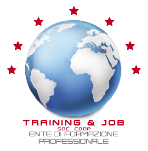 TRAINING & JOB
SOC. COOP.
ENTE DI FORMAZIONE
PROFESSIONALE